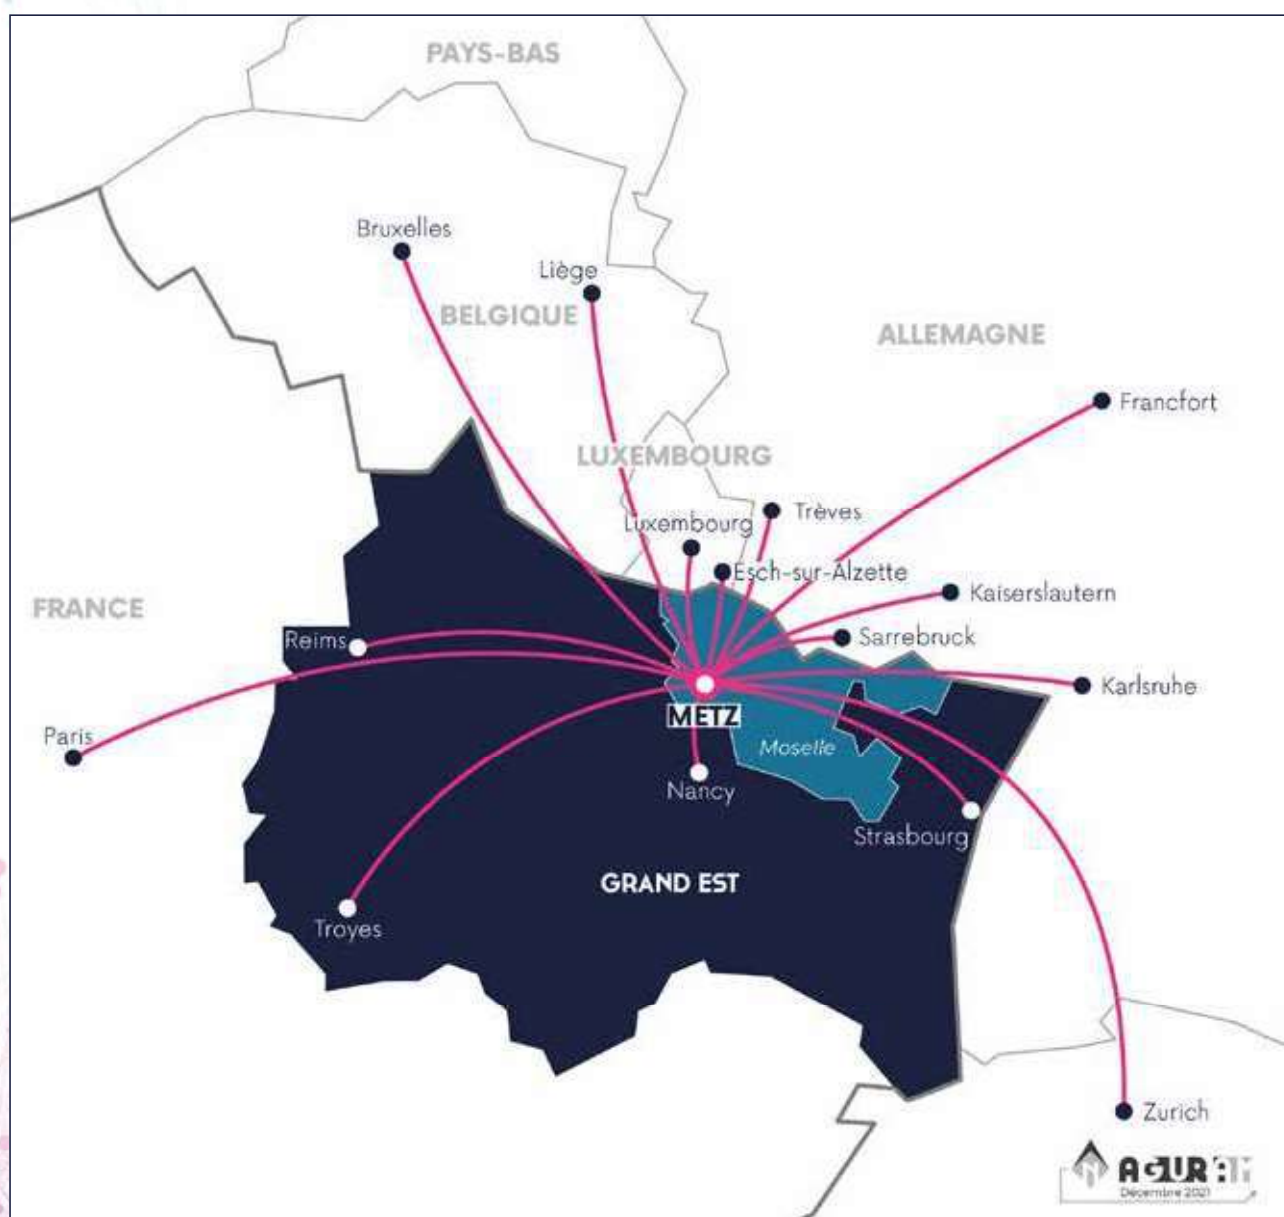 PAYS-BAS
Bruxelles
Liège
BELGIQUE
ALLEMAGNE
Francfort
LUXEMBOURG
Trèves
Luxembourg
Esch-sur-Alzette
Kaiserslautern
FRANCE
Reims
Sarrebruck
Karlsruhe
METZ
Paris
Moselle
Nancy
Strasbourg
GRAND EST
Troyes
Zurich
N
AGURAM
Décembre 2021